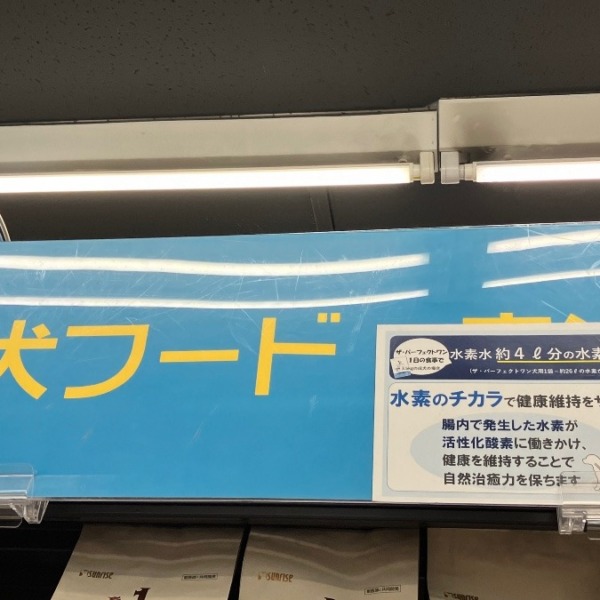 犬フード
ザ・パーフェクトワン
1日の食事で
水素水 約4ℓ分の水素
水素のチカラで健康維持をサ
腸内で発生した水素が
活性化酸素に働きかけ、
健康を維持することで
自然治癒力を保ちます
SUNRISE
SUNRISE